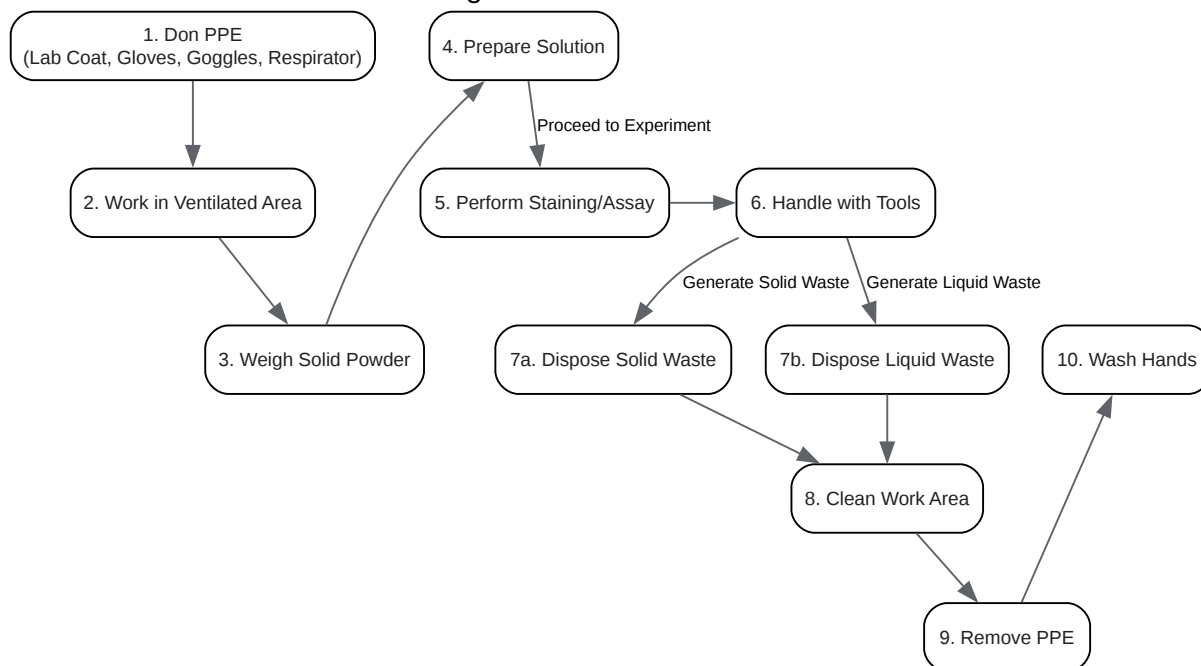 1. Don PPE
(Lab Coat, Gloves, Goggles, Respirator)
4. Prepare Solution
Proceed to Experiment
2. Work in Ventilated Area
5. Perform Staining/Assay
6. Handle with Tools
Generate Solid Waste
Generate Liquid Waste
3. Weigh Solid Powder
7a. Dispose Solid Waste
7b. Dispose Liquid Waste
10. Wash Hands
8. Clean Work Area
9. Remove PPE